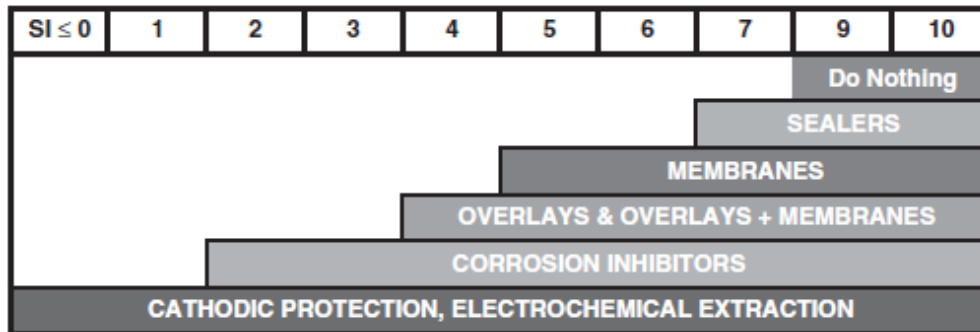 SI ≤ 0 1 2 3 4 5 6 7 9 10
Do Nothing
SEALERS
MEMBRANES
OVERLAYS & OVERLAYS + MEMBRANES
CORROSION INHIBITORS
CATHODIC PROTECTION, ELECTROCHEMICAL EXTRACTION